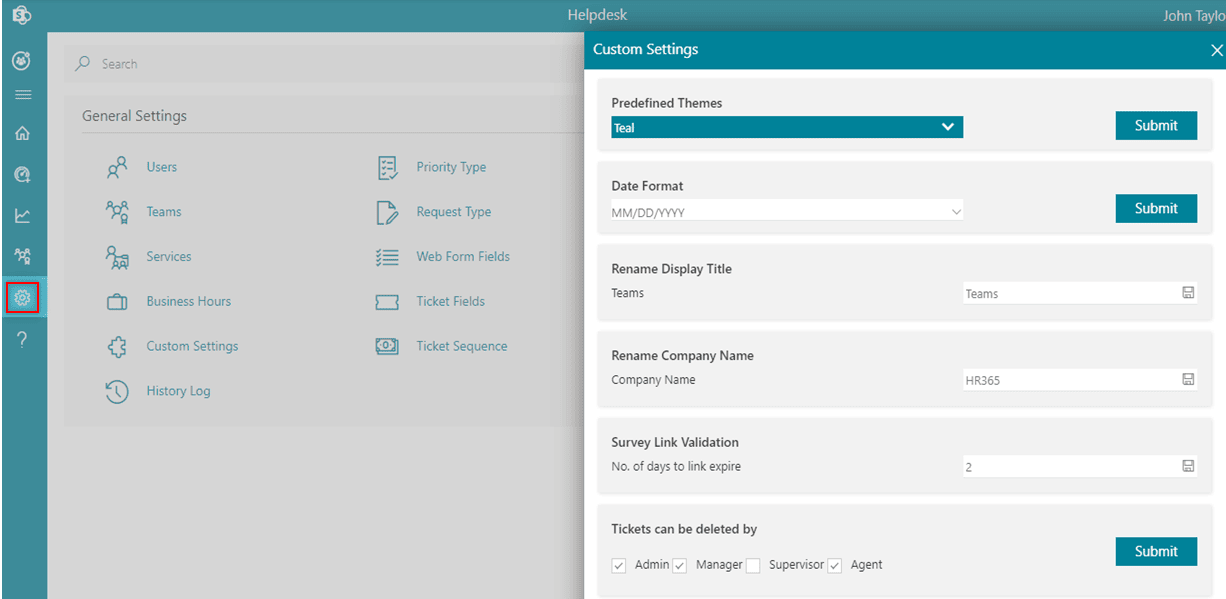 Helpdesk
John Taylo
Search
General Settings
Users
Priority Type
Teams
Request Type
Services
Web Form Fields
Business Hours
Ticket Fields
Custom Settings
Ticket Sequence
History Log
Custom Settings
Predefined Themes
Teal
Submit
Date Format
MM/DD/YYYY
Submit
Rename Display Title
Teams
Teams
Rename Company Name
Company Name
HR365
Survey Link Validation
No. of days to link expire
2
Tickets can be deleted by
Admin Manager Supervisor Agent
Submit